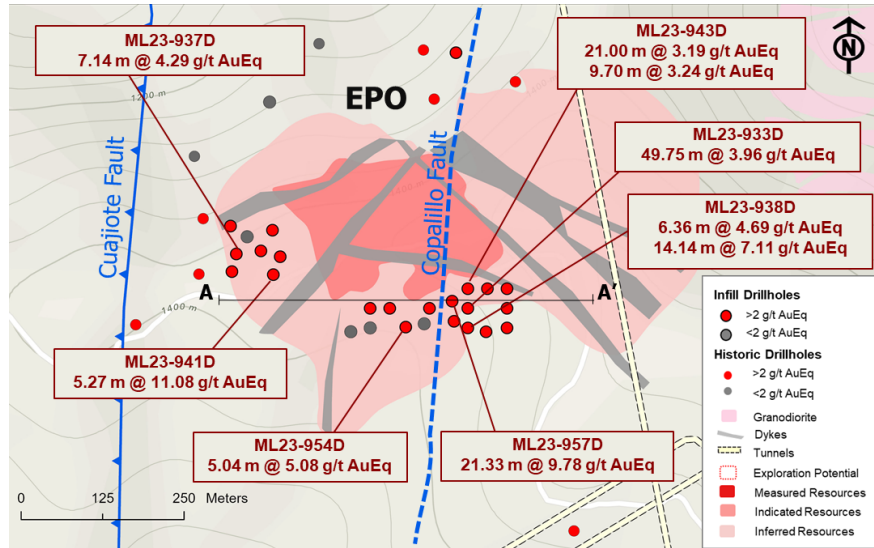 ML23-937D
7.14 m @ 4.29 g/t AuEq
ML23-943D
21.00 m @ 3.19 g/t AuEq
9.70 m @ 3.24 g/t AuEq
N
EPO
1200 m
1400 m
ML23-933D
49.75 m @ 3.96 g/t AuEq
Cuajiote Fault
Copalillo Fault
ML23-938D
6.36 m @ 4.69 g/t AuEq
14.14 m @ 7.11 g/t AuEq
A
A'
1400 m
ML23-941D
5.27 m @ 11.08 g/t AuEq
ML23-954D
5.04 m @ 5.08 g/t AuEq
ML23-957D
21.33 m @ 9.78 g/t AuEq
0 125 250 Meters
Infill Drillholes
>2 g/t AuEq
<2 g/t AuEq
Historic Drillholes
>2 g/t AuEq
<2 g/t AuEq
Granodiorite
Dykes
Tunnels
Exploration Potential
Measured Resources
Indicated Resources
Inferred Resources